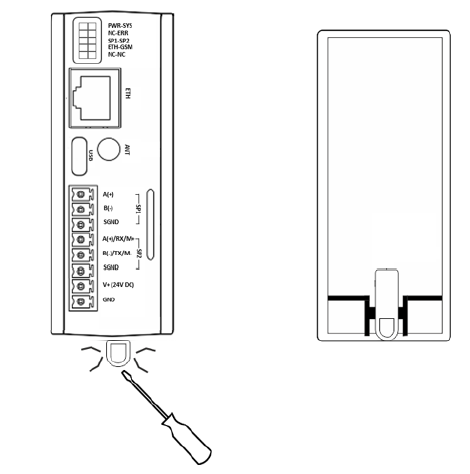 PWR-SYS
NC-ERR
SP1-SP2
ETH-GSM
NC-NC
ETH
USB
ANT
A(+)
B(-)
SGND
SP1
A(+)/RX/M+
B(-)/TX/M-
SGND
SP2
V+(24V DC)
GND